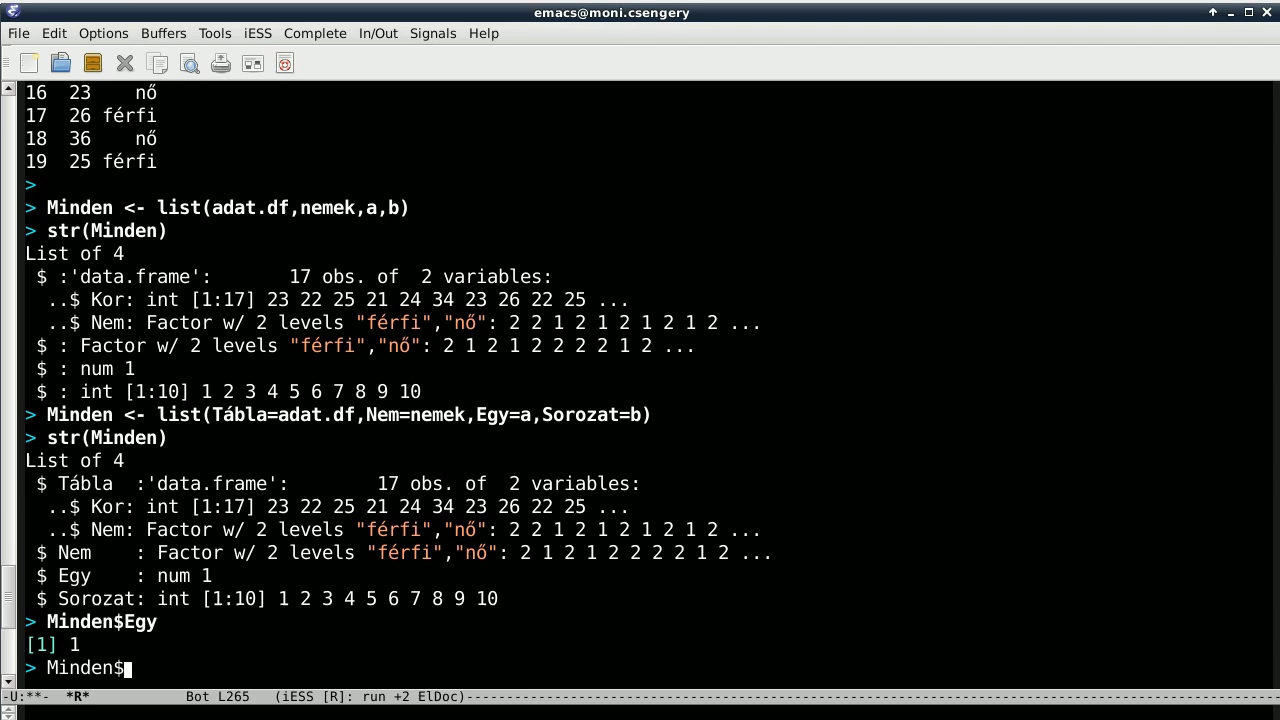 emacs@moni.csengery
File Edit Options Buffers Tools iESS Complete In/Out Signals Help
16  23    nő
17  26 férfi
18  36    nő
19  25 férfi
>
> Minden <- list(adat.df,nemek,a,b)
> str(Minden)
List of 4
 $ :'data.frame':       17 obs. of  2 variables:
  ..$ Kor: int [1:17] 23 22 25 21 24 34 23 26 22 25 ...
  ..$ Nem: Factor w/ 2 levels "férfi","nő": 2 2 1 2 1 2 1 2 1 2 ...
 $ : Factor w/ 2 levels "férfi","nő": 2 1 2 1 2 2 2 2 1 2 ...
 $ : num 1
 $ : int [1:10] 1 2 3 4 5 6 7 8 9 10
> Minden <- list(Tábla=adat.df,Nem=nemek,Egy=a,Sorozat=b)
> str(Minden)
List of 4
 $ Tábla  :'data.frame':        17 obs. of  2 variables:
  ..$ Kor: int [1:17] 23 22 25 21 24 34 23 26 22 25 ...
  ..$ Nem: Factor w/ 2 levels "férfi","nő": 2 2 1 2 1 2 1 2 1 2 ...
 $ Nem    : Factor w/ 2 levels "férfi","nő": 2 1 2 1 2 2 2 2 1 2 ...
 $ Egy    : num 1
 $ Sorozat: int [1:10] 1 2 3 4 5 6 7 8 9 10
> Minden$Egy
[1] 1
> Minden$
-U:**-  *R*         Bot L265   (iESS [R]: run +2 ElDoc)---